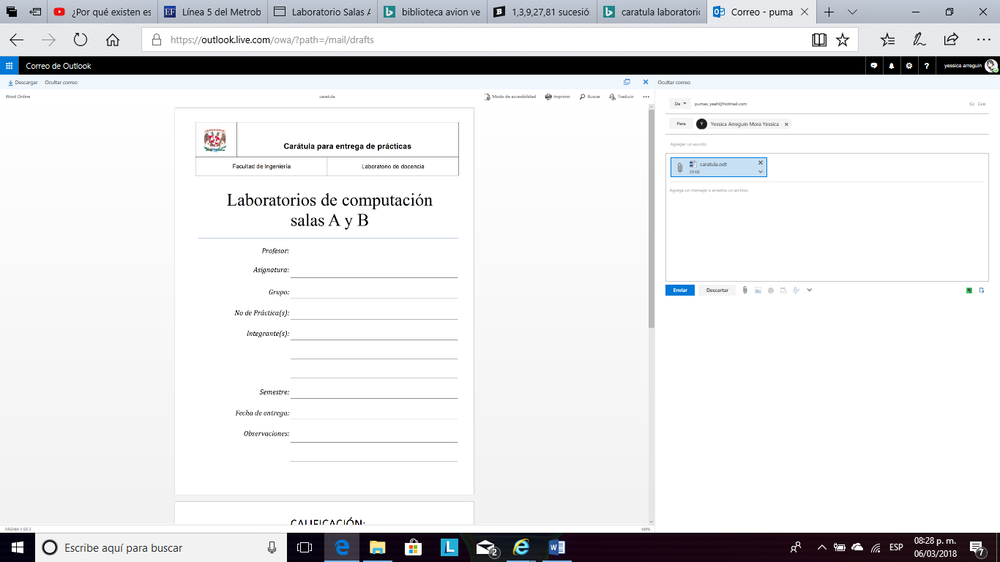 ¿Por qué existen es
Línea 5 del Metrob
Laboratorio Salas A
biblioteca avion ve
1,3,9,27,81 sucesió
caratula laboratorio
Correo - puma
https://outlook.live.com/owa/?path=/mail/drafts
Correo de Outlook
yessica arreguin
Descargar
Ocultar correo
Ocultar correo
Word Online
caratula
Modo de accesibilidad
Imprimir
Buscar
Traducir
De
pumas_yeah@hotmail.com
Cc
Cco
Para
Y
Yessica Arreguin Mora Yessica
Agregar un asunto
caratula.odt
29 KB
Agrega un mensaje o arrastra un archivo
Enviar
Descartar
Carátula para entrega de prácticas
Facultad de Ingeniería
Laboratorio de docencia
Laboratorios de computación
salas A y B
Profesor:
Asignatura:
Grupo:
No de Práctica(s):
Integrante(s):
Semestre:
Fecha de entrega:
Observaciones:
CALIFICACIÓN:
PÁGINA 1 DE 2
100%
Escribe aquí para buscar
L
2
ESP
08:28 p. m.
06/03/2018
7